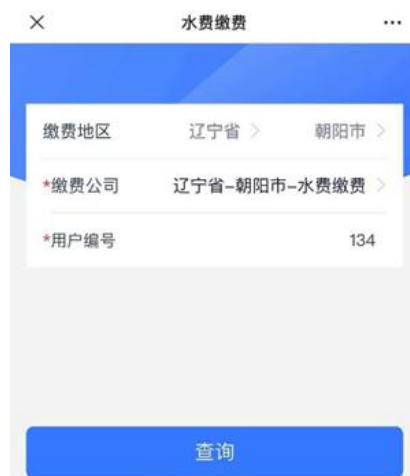 水费缴费
缴费地区 辽宁省 朝阳市
*缴费公司 辽宁省-朝阳市-水费缴费
*用户编号 134
查询